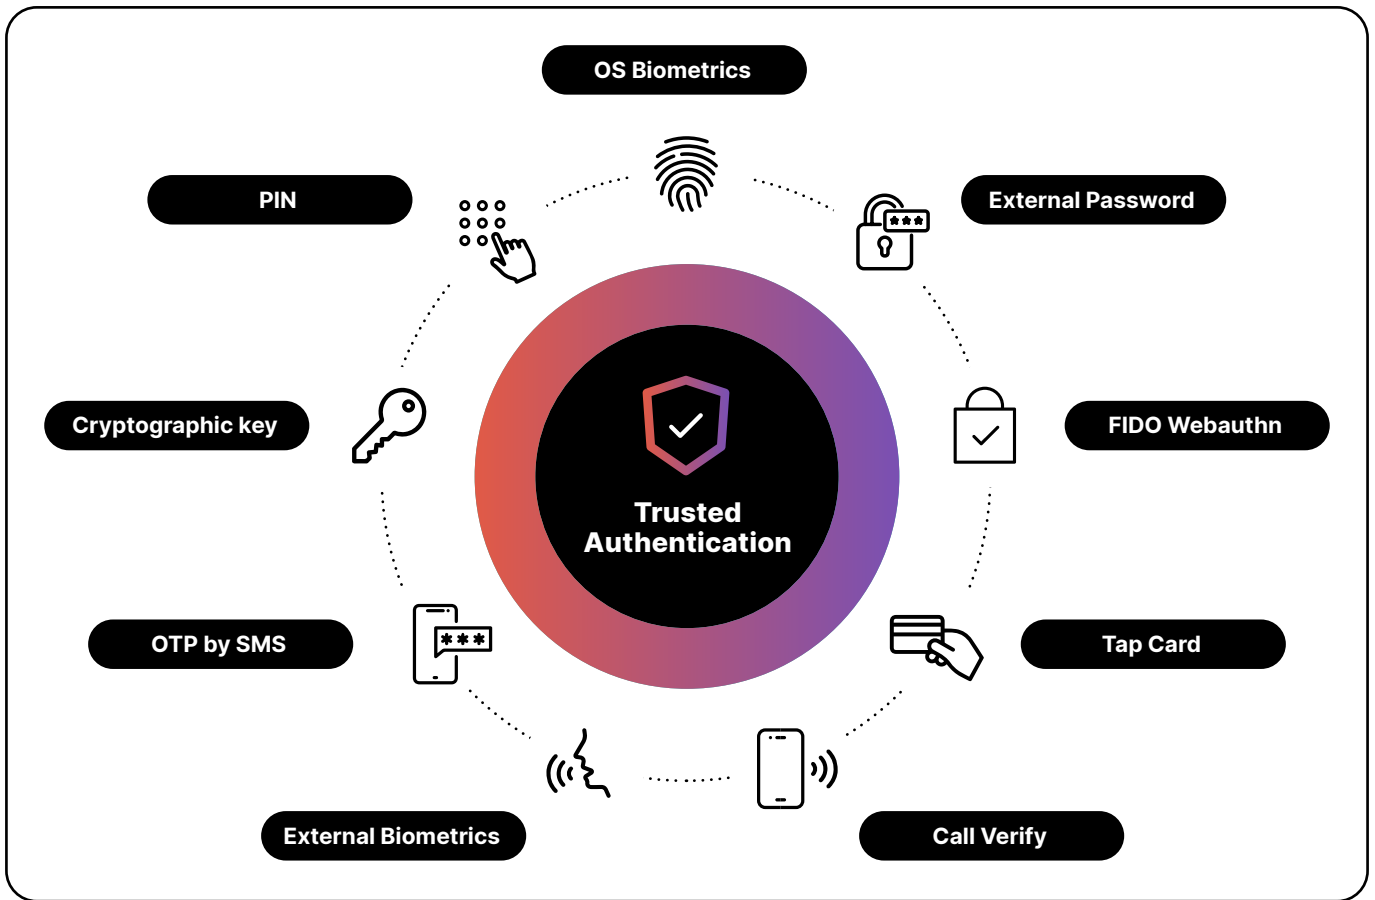 OS Biometrics
PIN
External Password
Cryptographic key
FIDO Webauthn
Trusted
Authentication
OTP by SMS
Tap Card
External Biometrics
Call Verify